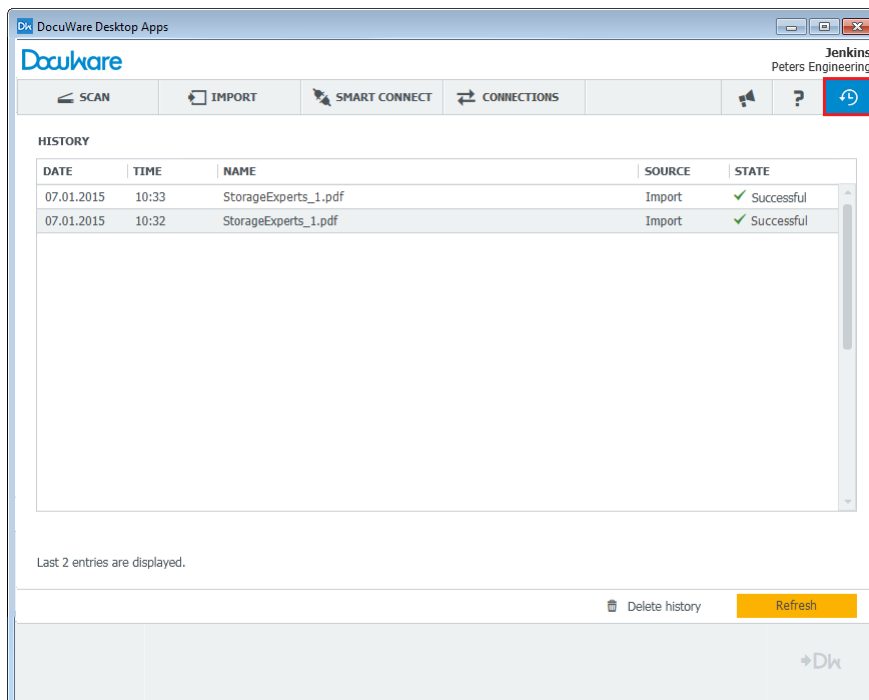 DW DocuWare Desktop Apps
DocuWare
Jenkins
Peters Engineering
SCAN IMPORT SMART CONNECT CONNECTIONS ?
HISTORY
DATE TIME NAME SOURCE STATE
07.01.2015 10:33 StorageExperts_1.pdf Import Successful
07.01.2015 10:32 StorageExperts_1.pdf Import Successful
Last 2 entries are displayed.
Delete history Refresh
DW